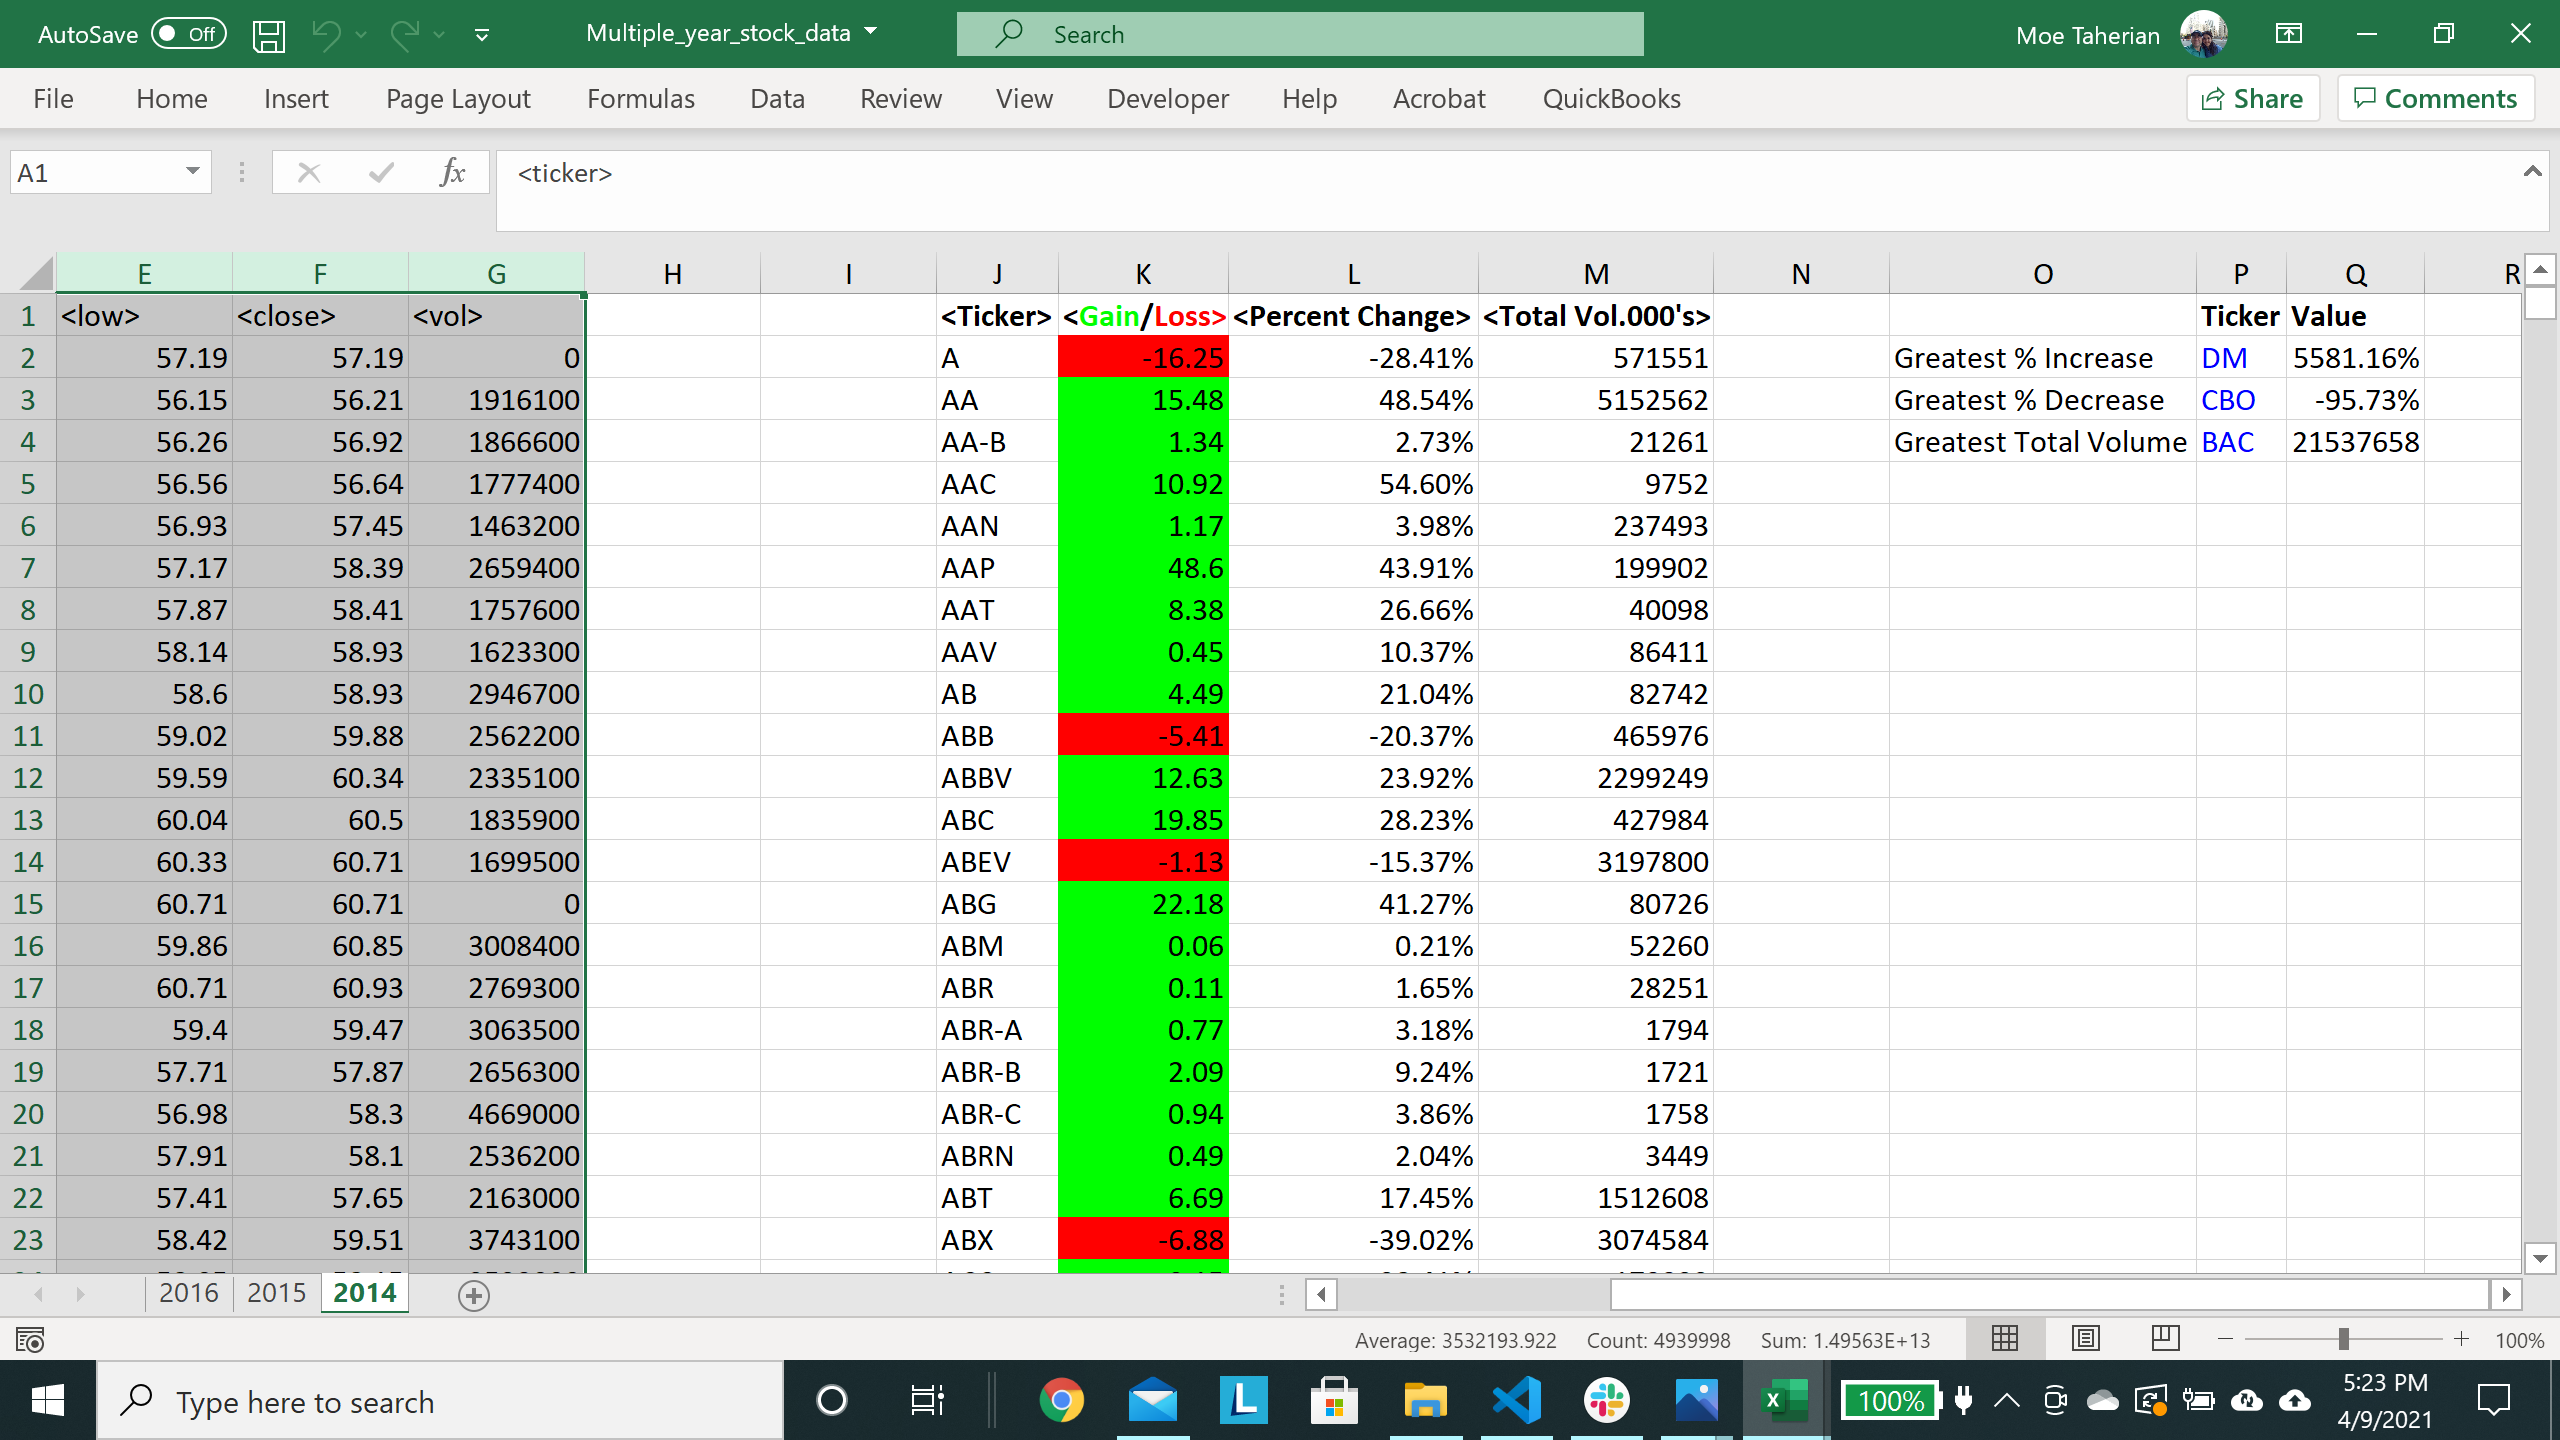 AutoSave Off Multiple_year_stock_data Search Moe Taherian
File Home Insert Page Layout Formulas Data Review View Developer Help Acrobat QuickBooks Share Comments
A1 fx <ticker>
E F G H I J K L M N O P Q R
1 <low> <close> <vol> <Ticker> <Gain/Loss> <Percent Change> <Total Vol.000's> Ticker Value
2 57.19 57.19 0 A -16.25 -28.41% 571551 Greatest % Increase DM 5581.16%
3 56.15 56.21 1916100 AA 15.48 48.54% 5152562 Greatest % Decrease CBO -95.73%
4 56.26 56.92 1866600 AA-B 1.34 2.73% 21261 Greatest Total Volume BAC 21537658
5 56.56 56.64 1777400 AAC 10.92 54.60% 9752
6 56.93 57.45 1463200 AAN 1.17 3.98% 237493
7 57.17 58.39 2659400 AAP 48.6 43.91% 199902
8 57.87 58.41 1757600 AAT 8.38 26.66% 40098
9 58.14 58.93 1623300 AAV 0.45 10.37% 86411
10 58.6 58.93 2946700 AB 4.49 21.04% 82742
11 59.02 59.88 2562200 ABB -5.41 -20.37% 465976
12 59.59 60.34 2335100 ABBV 12.63 23.92% 2299249
13 60.04 60.5 1835900 ABC 19.85 28.23% 427984
14 60.33 60.71 1699500 ABEV -1.13 -15.37% 3197800
15 60.71 60.71 0 ABG 22.18 41.27% 80726
16 59.86 60.85 3008400 ABM 0.06 0.21% 52260
17 60.71 60.93 2769300 ABR 0.11 1.65% 28251
18 59.4 59.47 3063500 ABR-A 0.77 3.18% 1794
19 57.71 57.87 2656300 ABR-B 2.09 9.24% 1721
20 56.98 58.3 4669000 ABR-C 0.94 3.86% 1758
21 57.91 58.1 2536200 ABRN 0.49 2.04% 3449
22 57.41 57.65 2163000 ABT 6.69 17.45% 1512608
23 58.42 59.51 3743100 ABX -6.88 -39.02% 3074584
2016 2015 2014
Average: 3532193.922 Count: 4939998 Sum: 1.49563E+13 100%
Type here to search L 100% 5:23 PM
4/9/2021